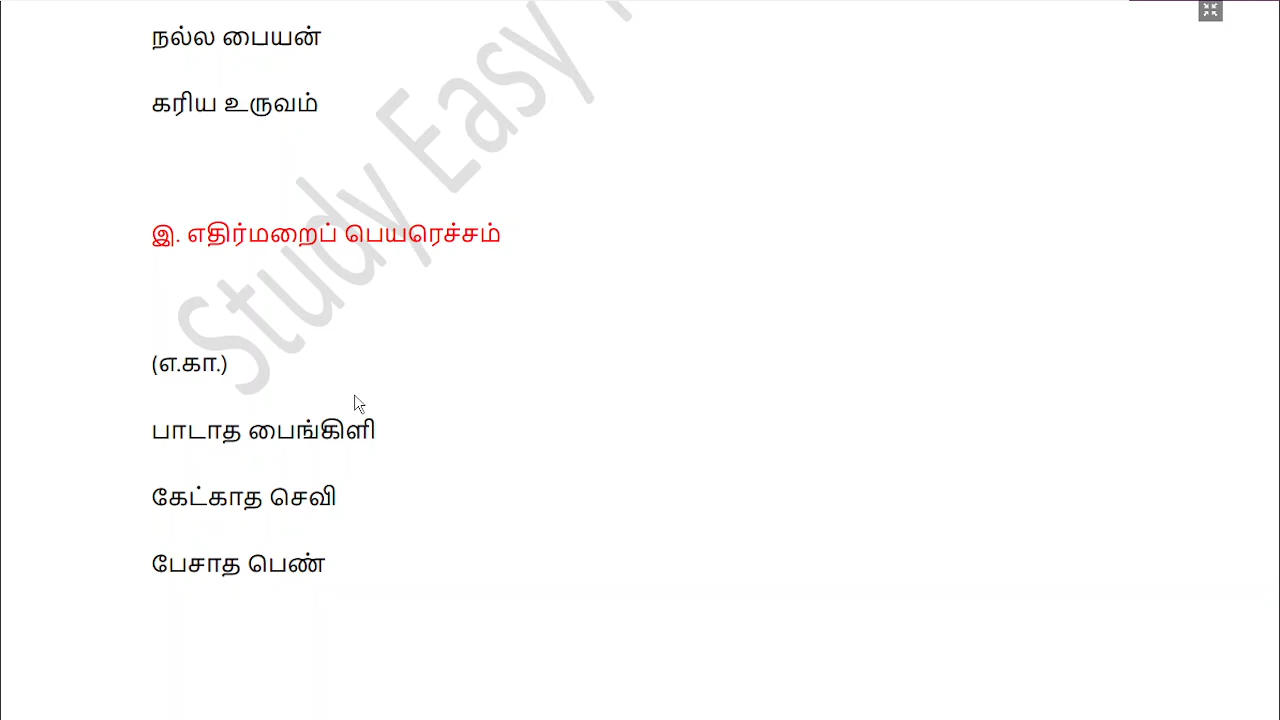 நல்ல பையன்
கரிய உருவம்
இ. எதிர்மறைப் பெயரெச்சம்
(எ.கா.)
பாடாத பைங்கிளி
கேட்காத செவி
பேசாத பெண்
Study Easy